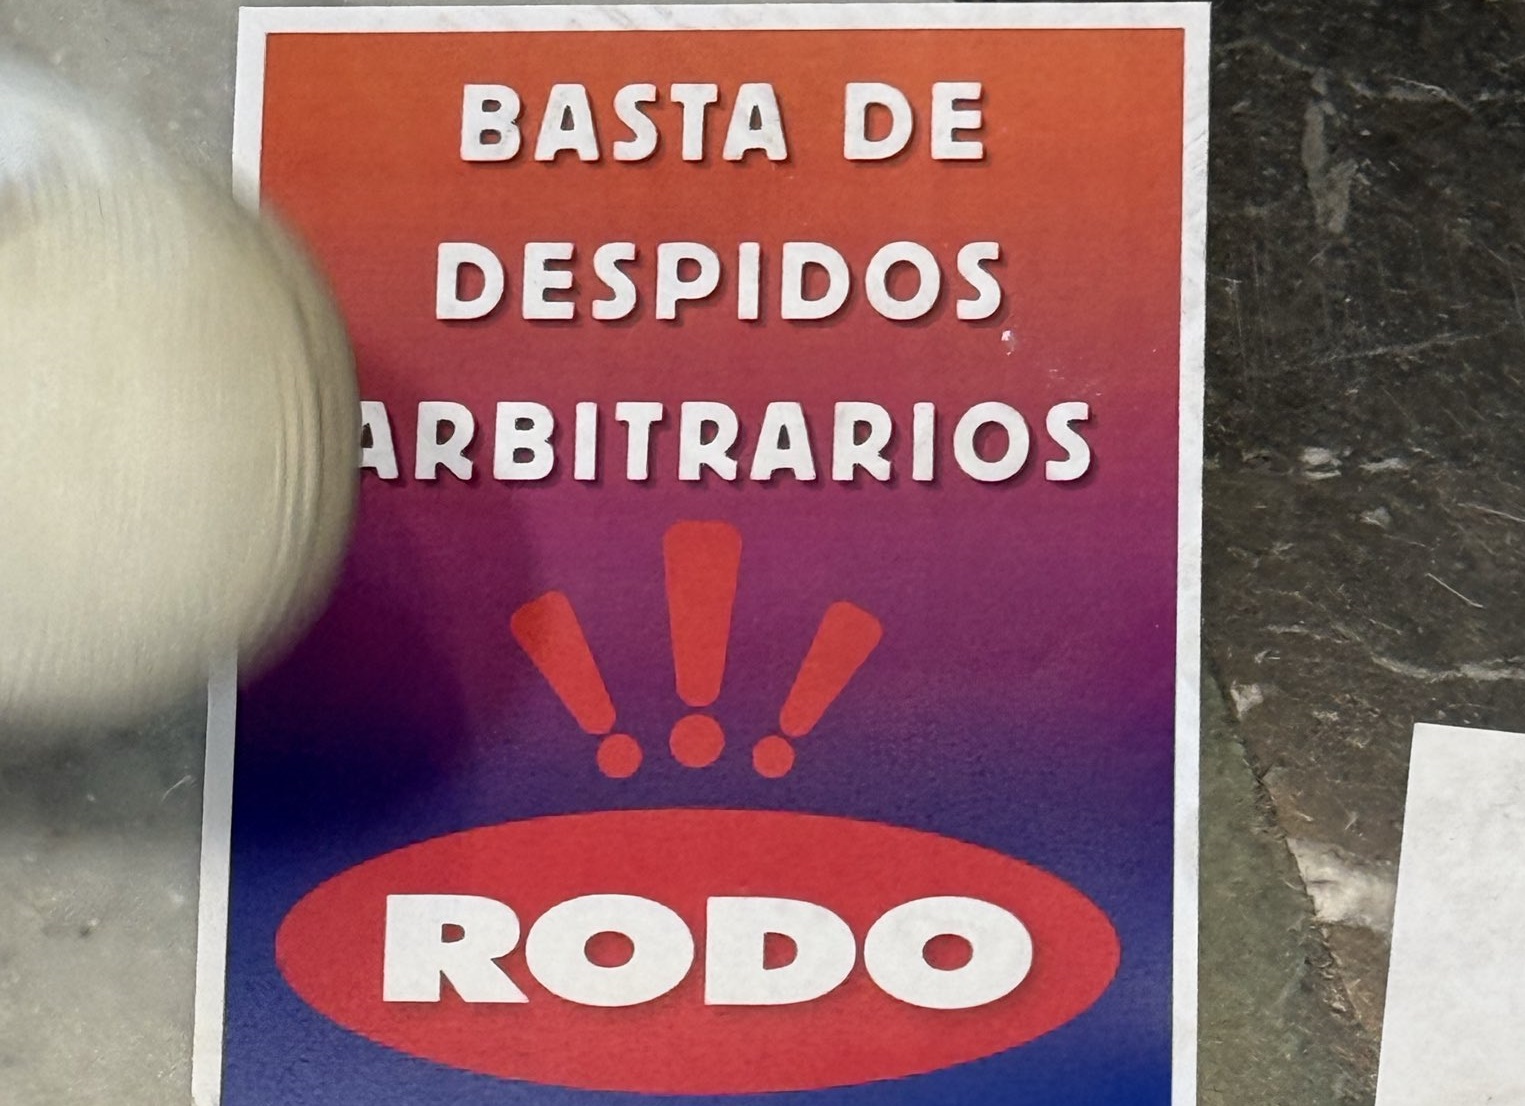 BASTA DE
DESPIDOS
ARBITRARIOS
!!!
RODO